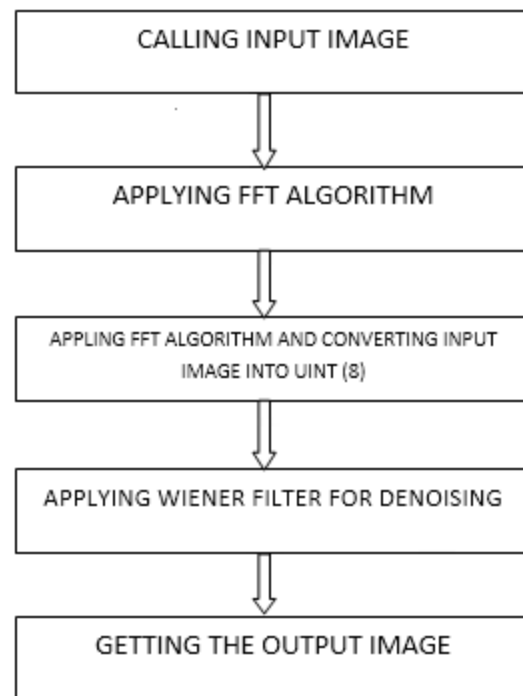 CALLING INPUT IMAGE
APPLYING FFT ALGORITHM
APPLING FFT ALGORITHM AND CONVERTING INPUT
IMAGE INTO UINT (8)
APPLYING WIENER FILTER FOR DENOISING
GETTING THE OUTPUT IMAGE